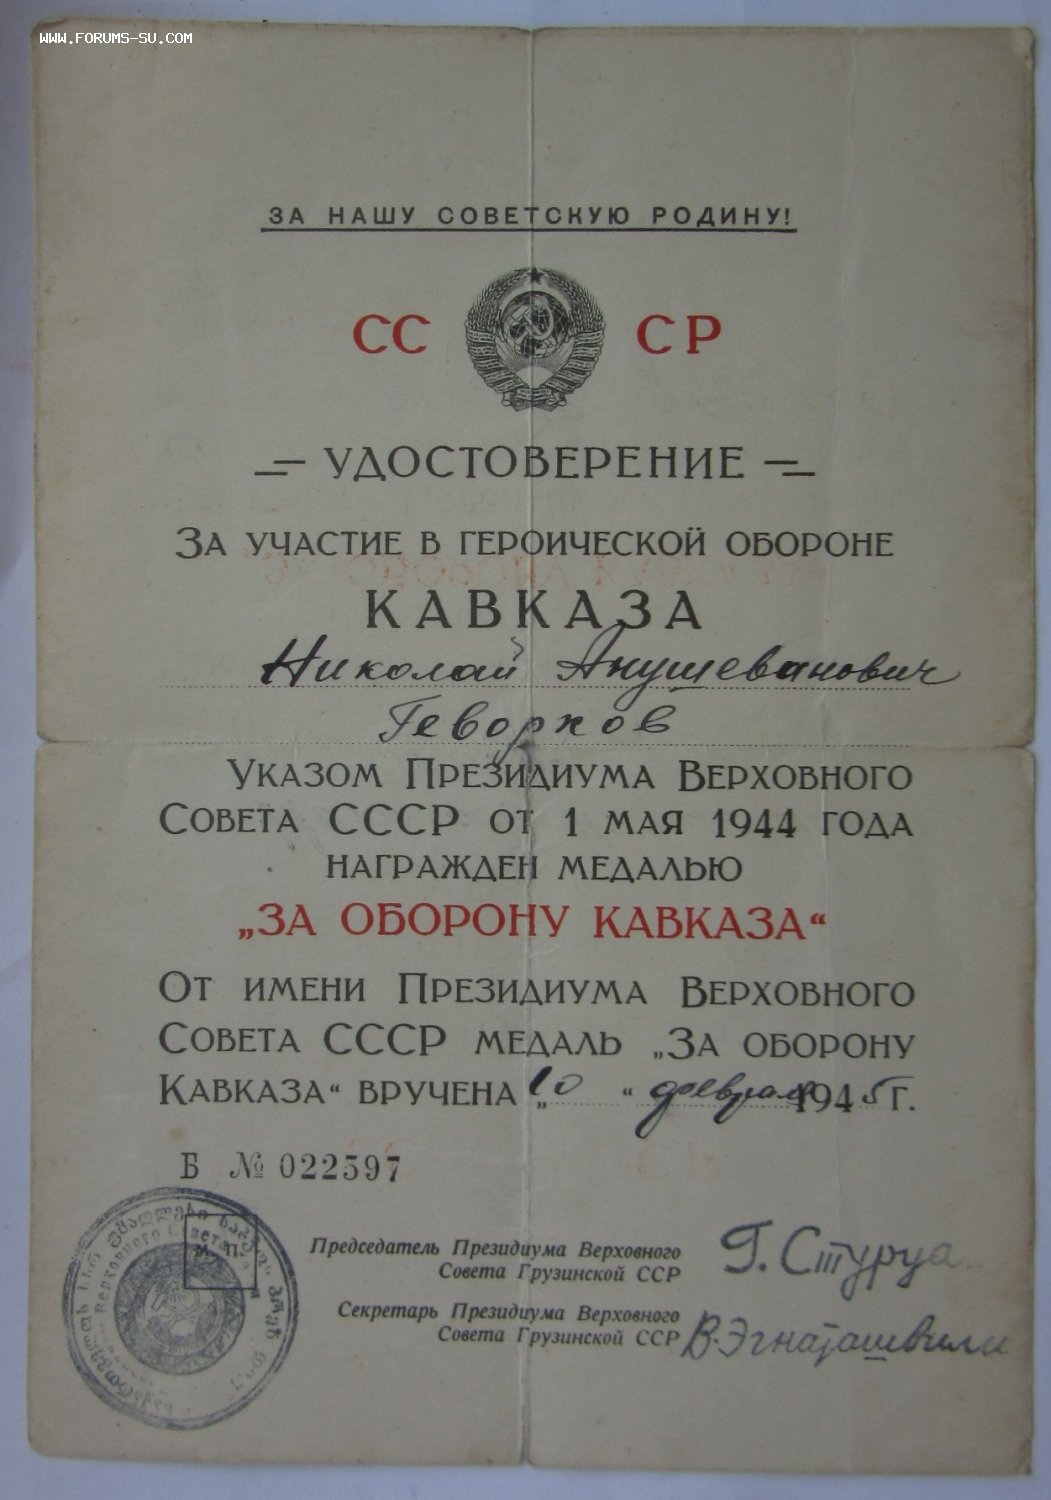 WWW.FORUMS-SU.COM
ЗА НАШУ СОВЕТСКУЮ РОДИНУ!
СС СР
УДОСТОВЕРЕНИЕ
ЗА УЧАСТИЕ В ГЕРОИЧЕСКОЙ ОБОРОНЕ
КАВКАЗА
Николай Анушеванович
Геворков
УКАЗОМ ПРЕЗИДИУМА ВЕРХОВНОГО
СОВЕТА СССР ОТ 1 МАЯ 1944 ГОДА
НАГРАЖДЕН МЕДАЛЬЮ
„ЗА ОБОРОНУ КАВКАЗА“
ОТ ИМЕНИ ПРЕЗИДИУМА ВЕРХОВНОГО
СОВЕТА СССР МЕДАЛЬ „ЗА ОБОРОНУ
КАВКАЗА“ ВРУЧЕНА „10“ февраля 1945 Г.
Б № 022597
М. П.
Верховного Совета
Председатель Президиума Верховного
Совета Грузинской ССР
Г. Стуруа
Секретарь Президиума Верховного
Совета Грузинской ССР
В. Эгнаташвили